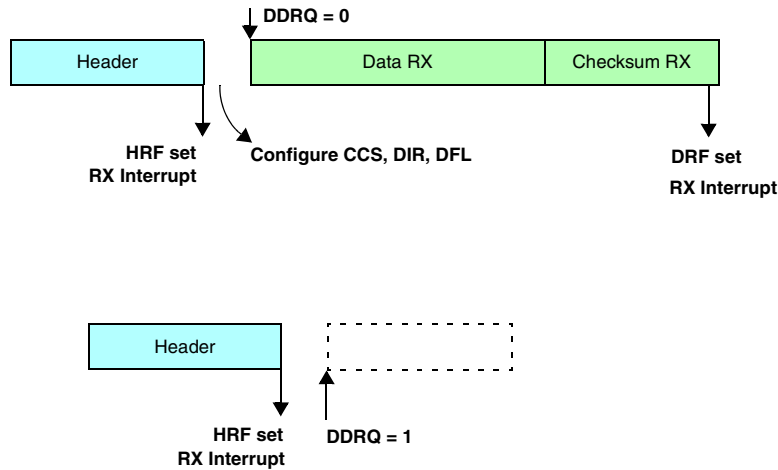 DDRQ = 0
Header
Data RX
Checksum RX
HRF set
RX Interrupt
Configure CCS, DIR, DFL
DRF set
RX Interrupt
Header
HRF set
RX Interrupt
DDRQ = 1